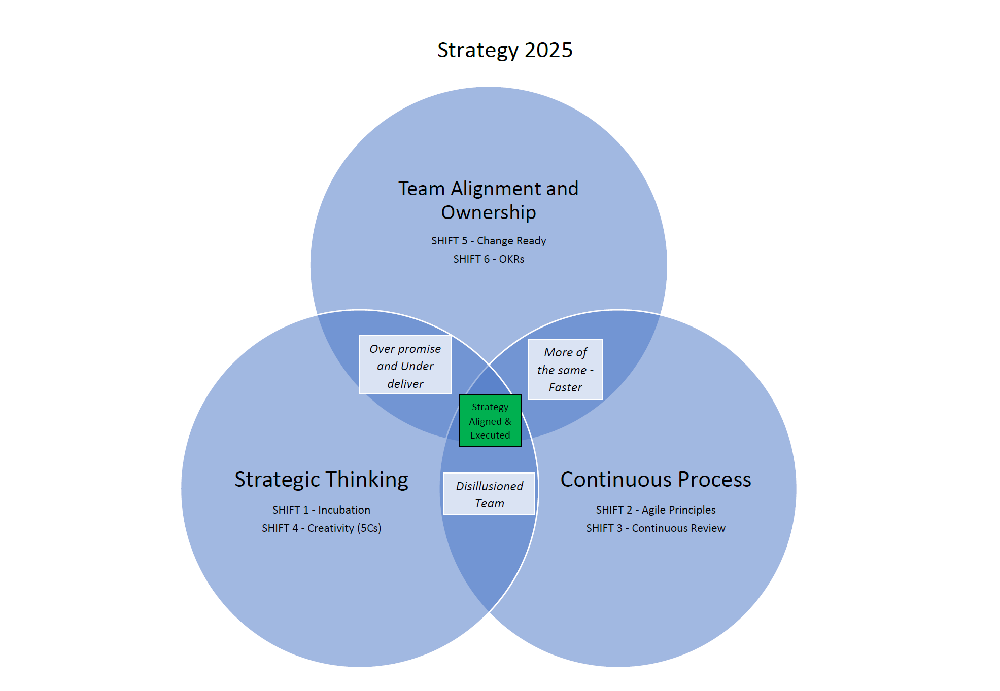 Strategy 2025
Team Alignment and
Ownership
SHIFT 5 - Change Ready
SHIFT 6 - OKRs
Over promise
and Under
deliver
More of
the same -
Faster
Strategy
Aligned &
Executed
Strategic Thinking
SHIFT 1 - Incubation
SHIFT 4 - Creativity (5Cs)
Disillusioned
Team
Continuous Process
SHIFT 2 - Agile Principles
SHIFT 3 - Continuous Review